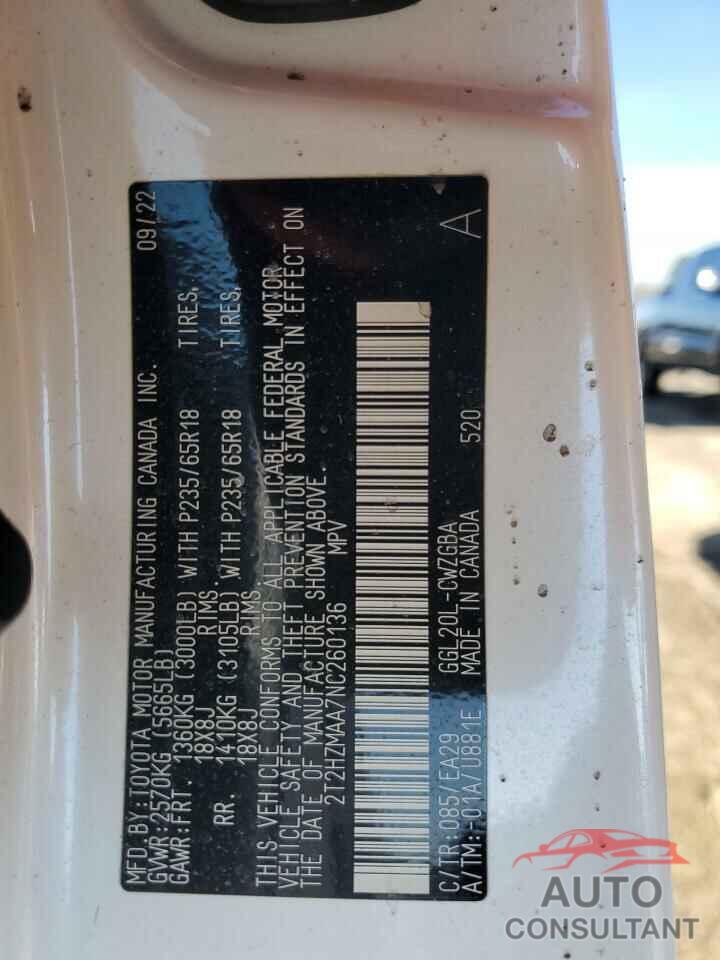 MFD. BY: TOYOTA MOTOR MANUFACTURING CANADA INC. 09/22
GVWR: 2570KG (5665LB)
GAWR: FRT. 1360KG (3000LB) WITH P235/65R18 TIRES,
18X8J RIMS.
RR. 1410KG (3105LB) WITH P235/65R18 TIRES,
18X8J RIMS.
THIS VEHICLE CONFORMS TO ALL APPLICABLE FEDERAL MOTOR
VEHICLE SAFETY AND THEFT PREVENTION STANDARDS IN EFFECT ON
THE DATE OF MANUFACTURE SHOWN ABOVE.
2T2HZMAA7NC260136 MPV
C/TR: 085/EA29 GGL20L-CWZGBA A
A/TM: -01A/U881E MADE IN CANADA 520
AUTO
CONSULTANT